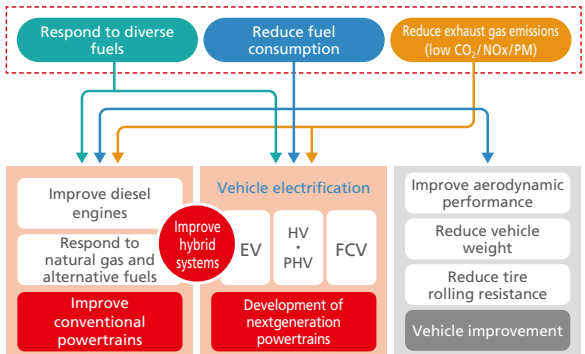 Respond to diverse
fuels
Reduce fuel
consumption
Reduce exhaust gas emissions
(low CO₂/NOx/PM)
Improve diesel
engines
Respond to
natural gas and
alternative fuels
Improve
conventional
powertrains
Improve
hybrid
systems
Vehicle electrification
EV
HV
・
PHV
FCV
Development of
nextgeneration
powertrains
Improve aerodynamic
performance
Reduce vehicle
weight
Reduce tire
rolling resistance
Vehicle improvement